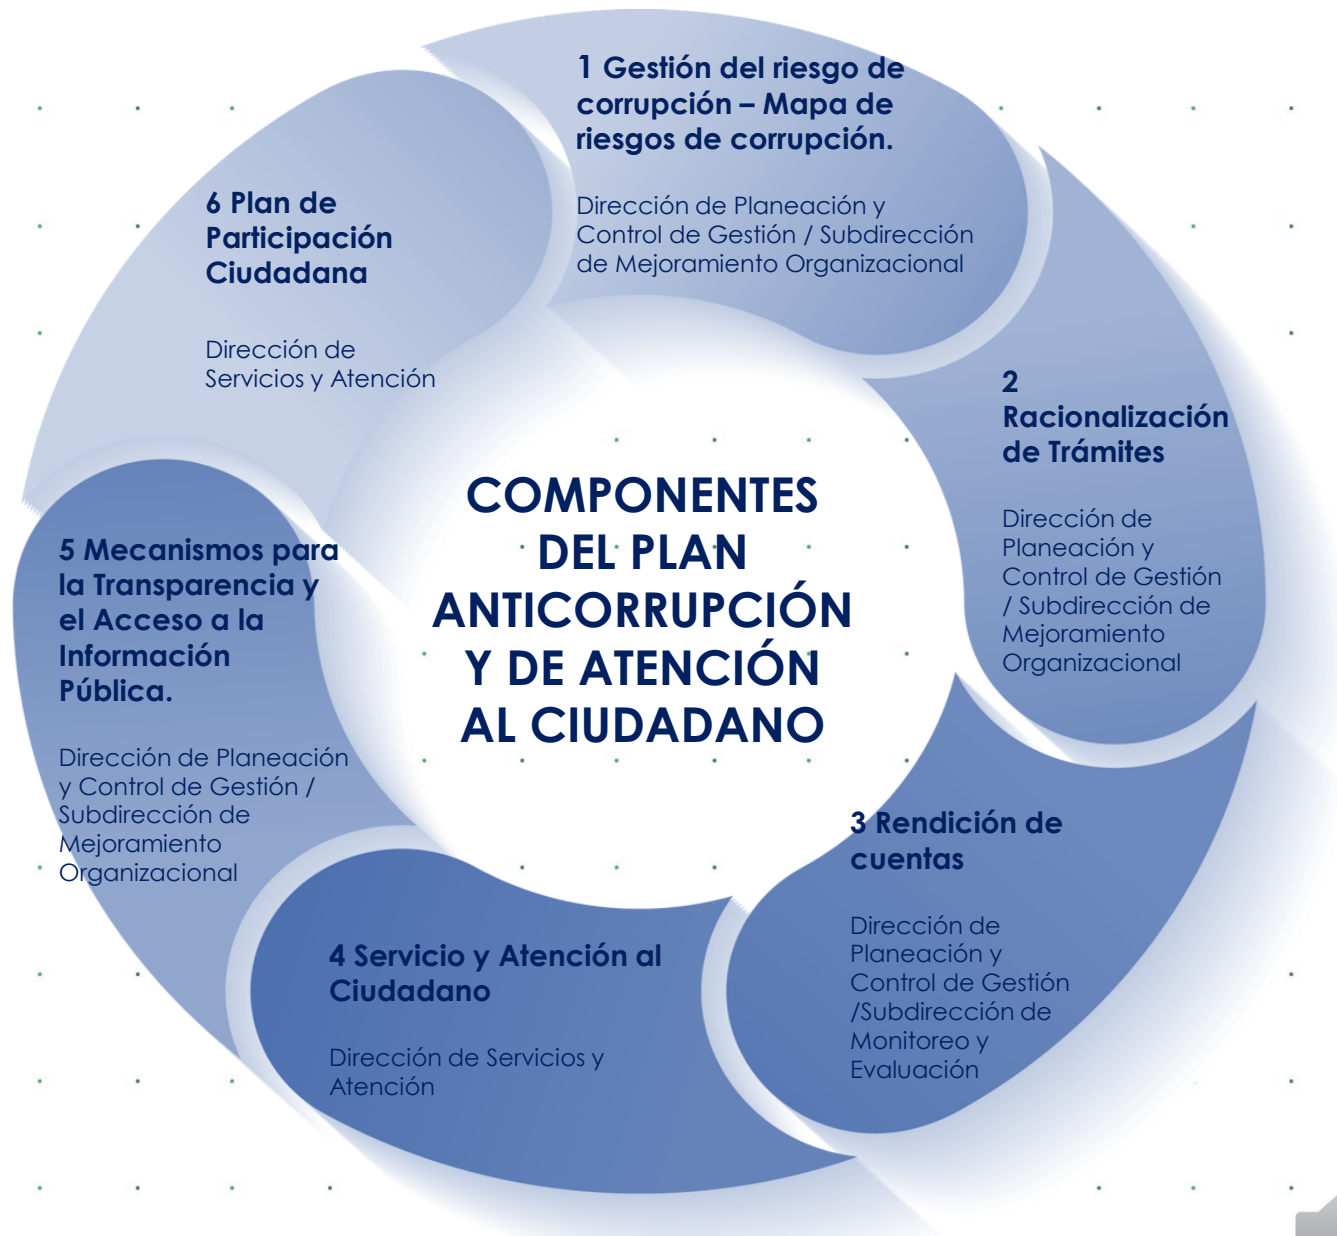 1 Gestión del riesgo de
corrupción – Mapa de
riesgos de corrupción.
Dirección de Planeación y
Control de Gestión / Subdirección
de Mejoramiento Organizacional
2
Racionalización
de Trámites
Dirección de
Planeación y
Control de Gestión
/ Subdirección de
Mejoramiento
Organizacional
3 Rendición de
cuentas
Dirección de
Planeación y
Control de Gestión
/Subdirección de
Monitoreo y
Evaluación
4 Servicio y Atención al
Ciudadano
Dirección de Servicios y
Atención
5 Mecanismos para
la Transparencia y
el Acceso a la
Información
Pública.
Dirección de Planeación
y Control de Gestión /
Subdirección de
Mejoramiento
Organizacional
6 Plan de
Participación
Ciudadana
Dirección de
Servicios y Atención
COMPONENTES
DEL PLAN
ANTICORRUPCIÓN
Y DE ATENCIÓN
AL CIUDADANO